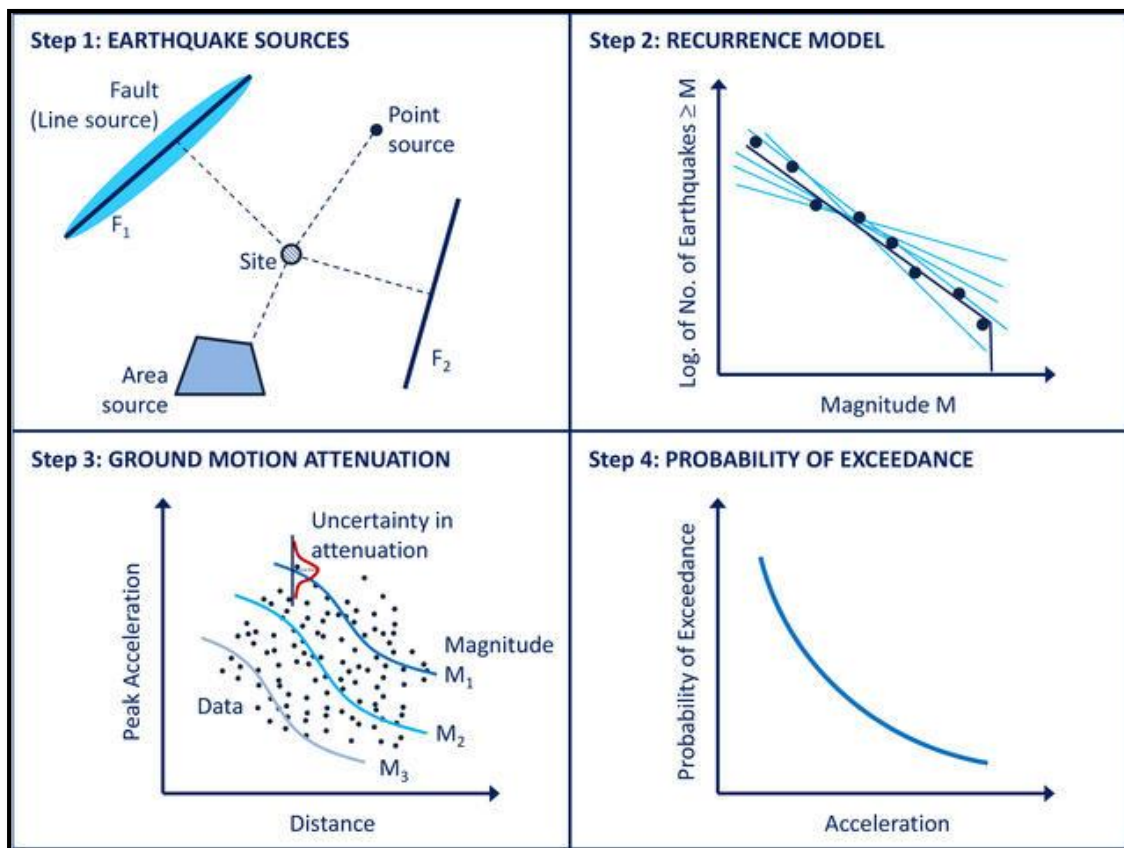 Step 1: EARTHQUAKE SOURCES
Fault
(Line source)
F₁
Point
source
Site
F₂
Area
source
Step 2: RECURRENCE MODEL
Log. of No. of Earthquakes ≥ M
Magnitude M
Step 3: GROUND MOTION ATTENUATION
Uncertainty in
attenuation
Peak Acceleration
Magnitude
M₁
Data
M₂
M₃
Distance
Step 4: PROBABILITY OF EXCEEDANCE
Probability of Exceedance
Acceleration